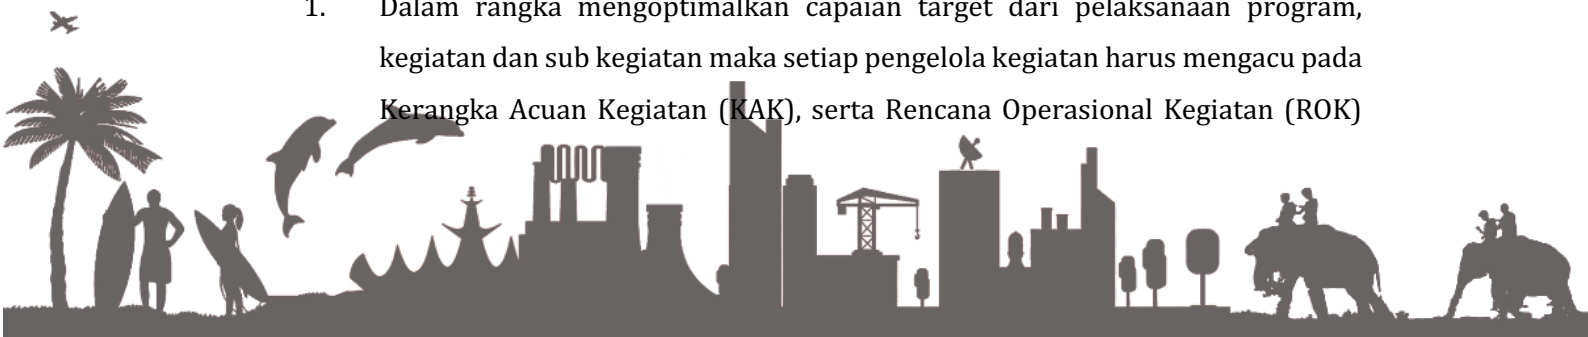 1. Dalam rangka mengoptimalkan capaian target dari pelaksanaan program,
kegiatan dan sub kegiatan maka setiap pengelola kegiatan harus mengacu pada
Kerangka Acuan Kegiatan (KAK), serta Rencana Operasional Kegiatan (ROK)